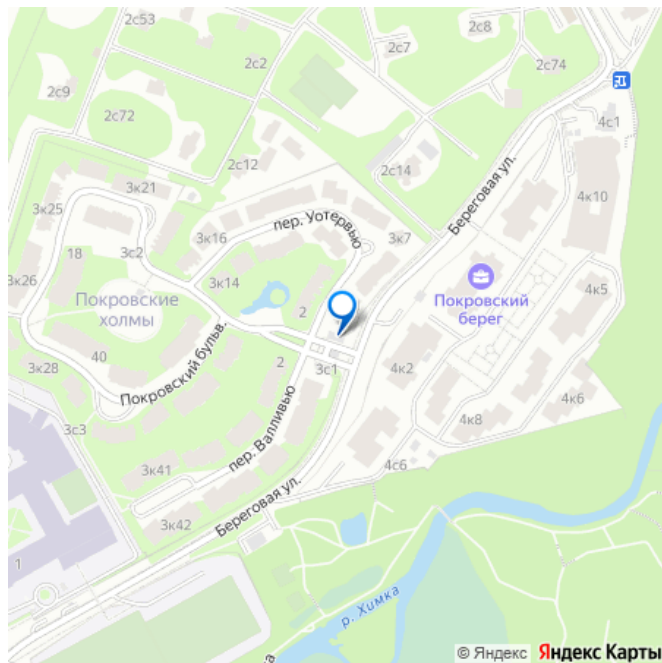 2с53
2с8
2с7
2с2
2с74
2с9
2с72
4с1
2с12
2с14
Береговая ул.
3к21
4к10
3к25
пер. Уотервью
3к16
3к7
3с2
18
3к26
3к14
4к5
Покровские
холмы
Покровский
берег
2
40
Покровский бульв.
2
3с1
4к2
3к28
4к6
4к8
3с3
пер. Валливью
3к41
4с6
Береговая ул.
3к42
1
р. Химка
а
© Яндекс
Яндекс Карты